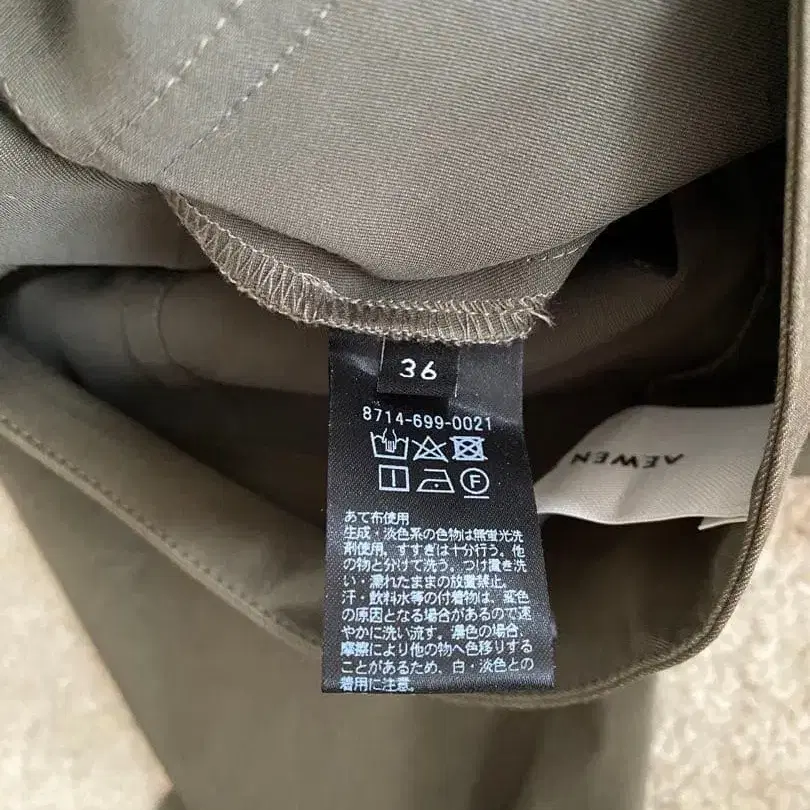 36
8714-699-0021
あて布使用
生成・淡色系の色物は無蛍光洗
剤使用。すすぎは十分行う。他
の物と分けて洗う。つけ置き洗
い・濡れたままの放置禁止。
汗・飲料水等の付着物は、変色
の原因となる場合があるので速
やかに洗い流す。濃色の場合、
摩擦により他の物へ色移りする
ことがあるため、白・淡色との
着用に注意。
AEWEN